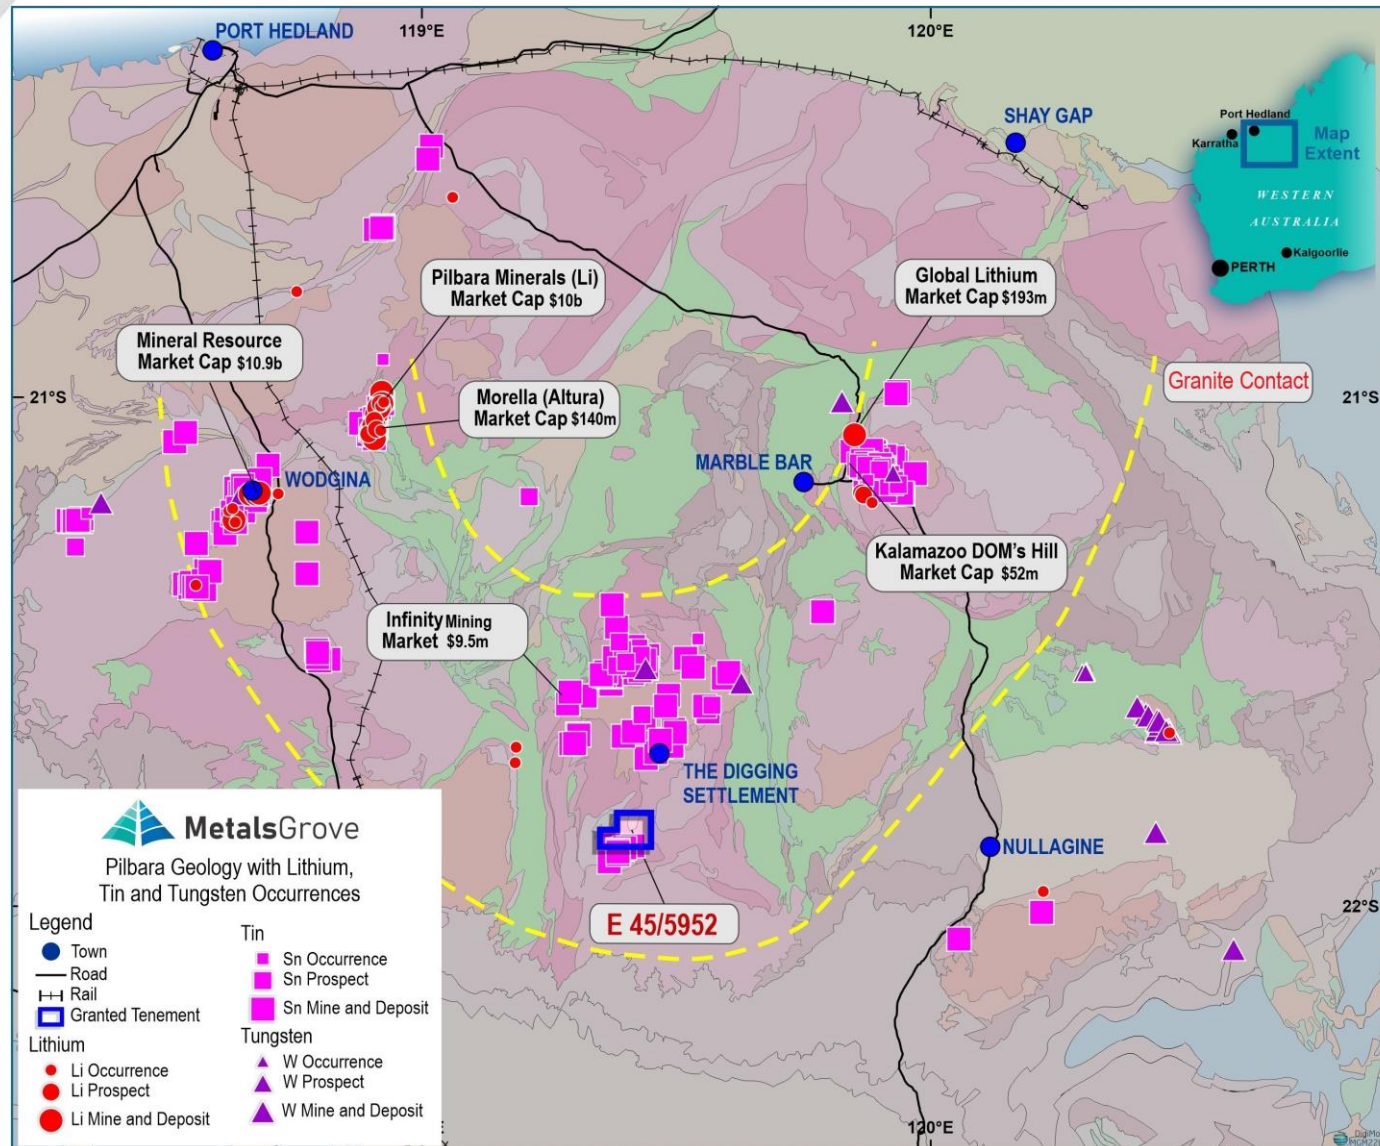 119°E
120°E
PORT HEDLAND
SHAY GAP
Port Hedland
Karratha
Map
Extent
WESTERN
AUSTRALIA
Kalgoorlie
PERTH
Pilbara Minerals (Li)
Market Cap $10b
Global Lithium
Market Cap $193m
Mineral Resource
Market Cap $10.9b
Granite Contact
21°S
21°S
Morella (Altura)
Market Cap $140m
MARBLE BAR
WODGINA
Kalamazoo DOM's Hill
Market Cap $52m
Infinity Mining
Market $9.5m
THE DIGGING
SETTLEMENT
NULLAGINE
E 45/5952
22°S
MetalsGrove
Pilbara Geology with Lithium,
Tin and Tungsten Occurrences
Legend
Town
Road
Rail
Granted Tenement
Lithium
Li Occurrence
Li Prospect
Li Mine and Deposit
Tin
Sn Occurrence
Sn Prospect
Sn Mine and Deposit
Tungsten
W Occurrence
W Prospect
W Mine and Deposit
120°E